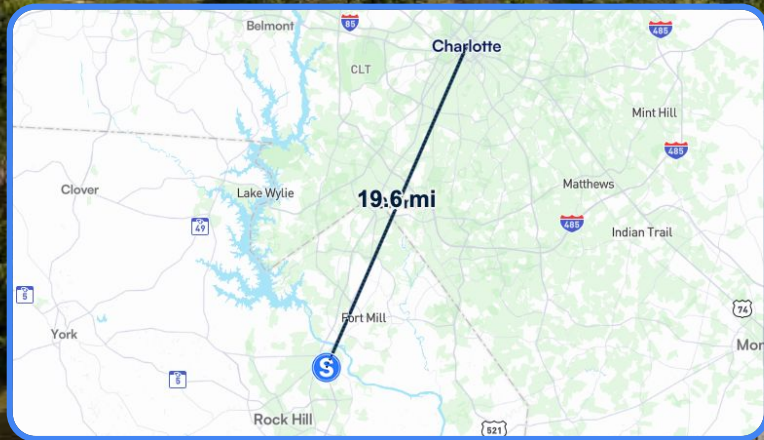 Belmont
85
Charlotte
485
CLT
Mint Hill
485
Clover
Lake Wylie
19.6 mi
Matthews
49
485
Indian Trail
5
74
York
Fort Mill
Mon
5
S
Rock Hill
521